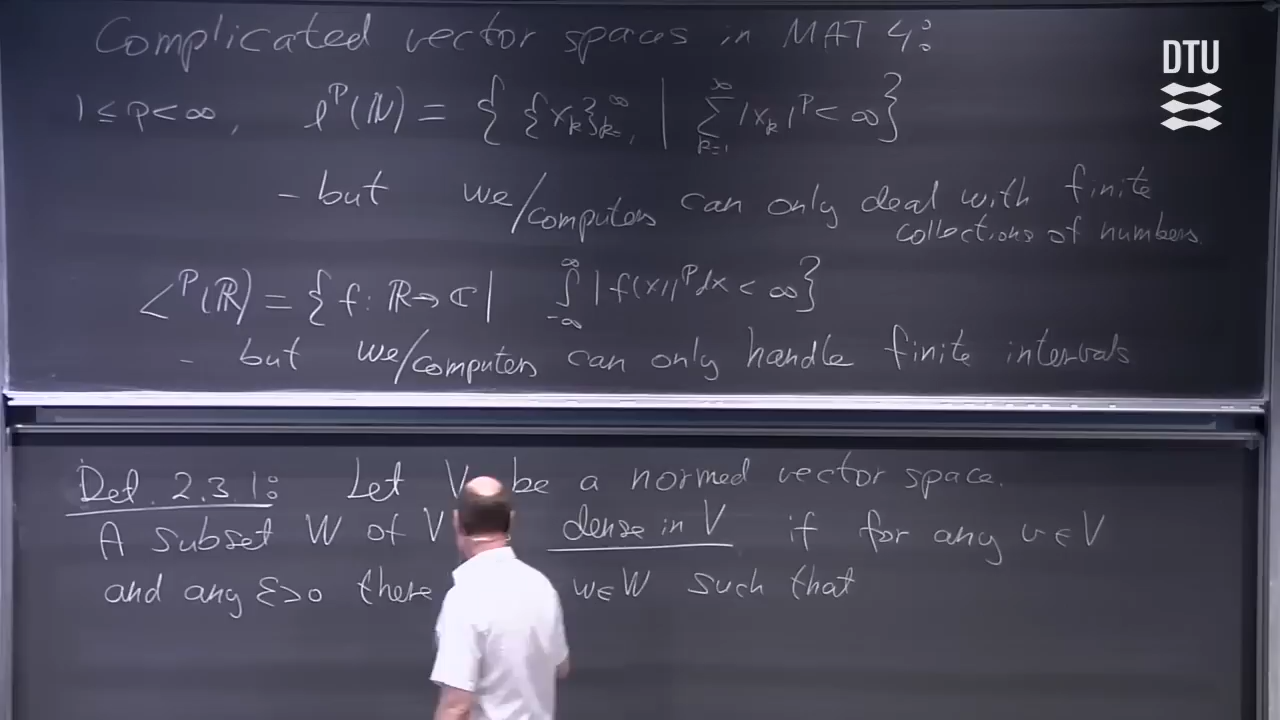 Complicated vector spaces in MAT 4:
DTU
1 ≤ p < ∞, ℓ^p(ℕ) = { {x_k}_{k=1}^∞ | ∑_{k=1}^∞ |x_k|^p < ∞ }
- but we/computers can only deal with finite
collections of numbers.
L^p(ℝ) = { f: ℝ → ℂ | ∫_{-∞}^∞ |f(x)|^p dx < ∞ }
- but we/computers can only handle finite intervals
Def. 2.3.1: Let V be a normed vector space.
A subset W of V dense in V if for any v ∈ V
and any ε>0 there w∈W such that